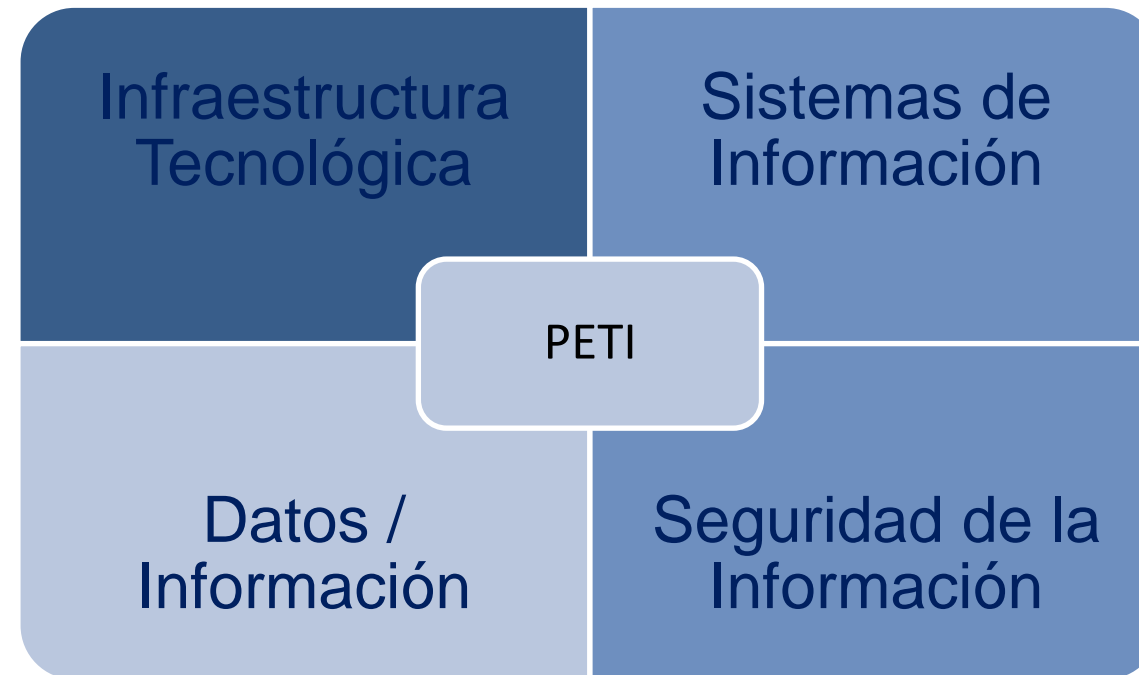 Infraestructura
Tecnológica
Sistemas de
Información
PETI
Datos /
Información
Seguridad de la
Información